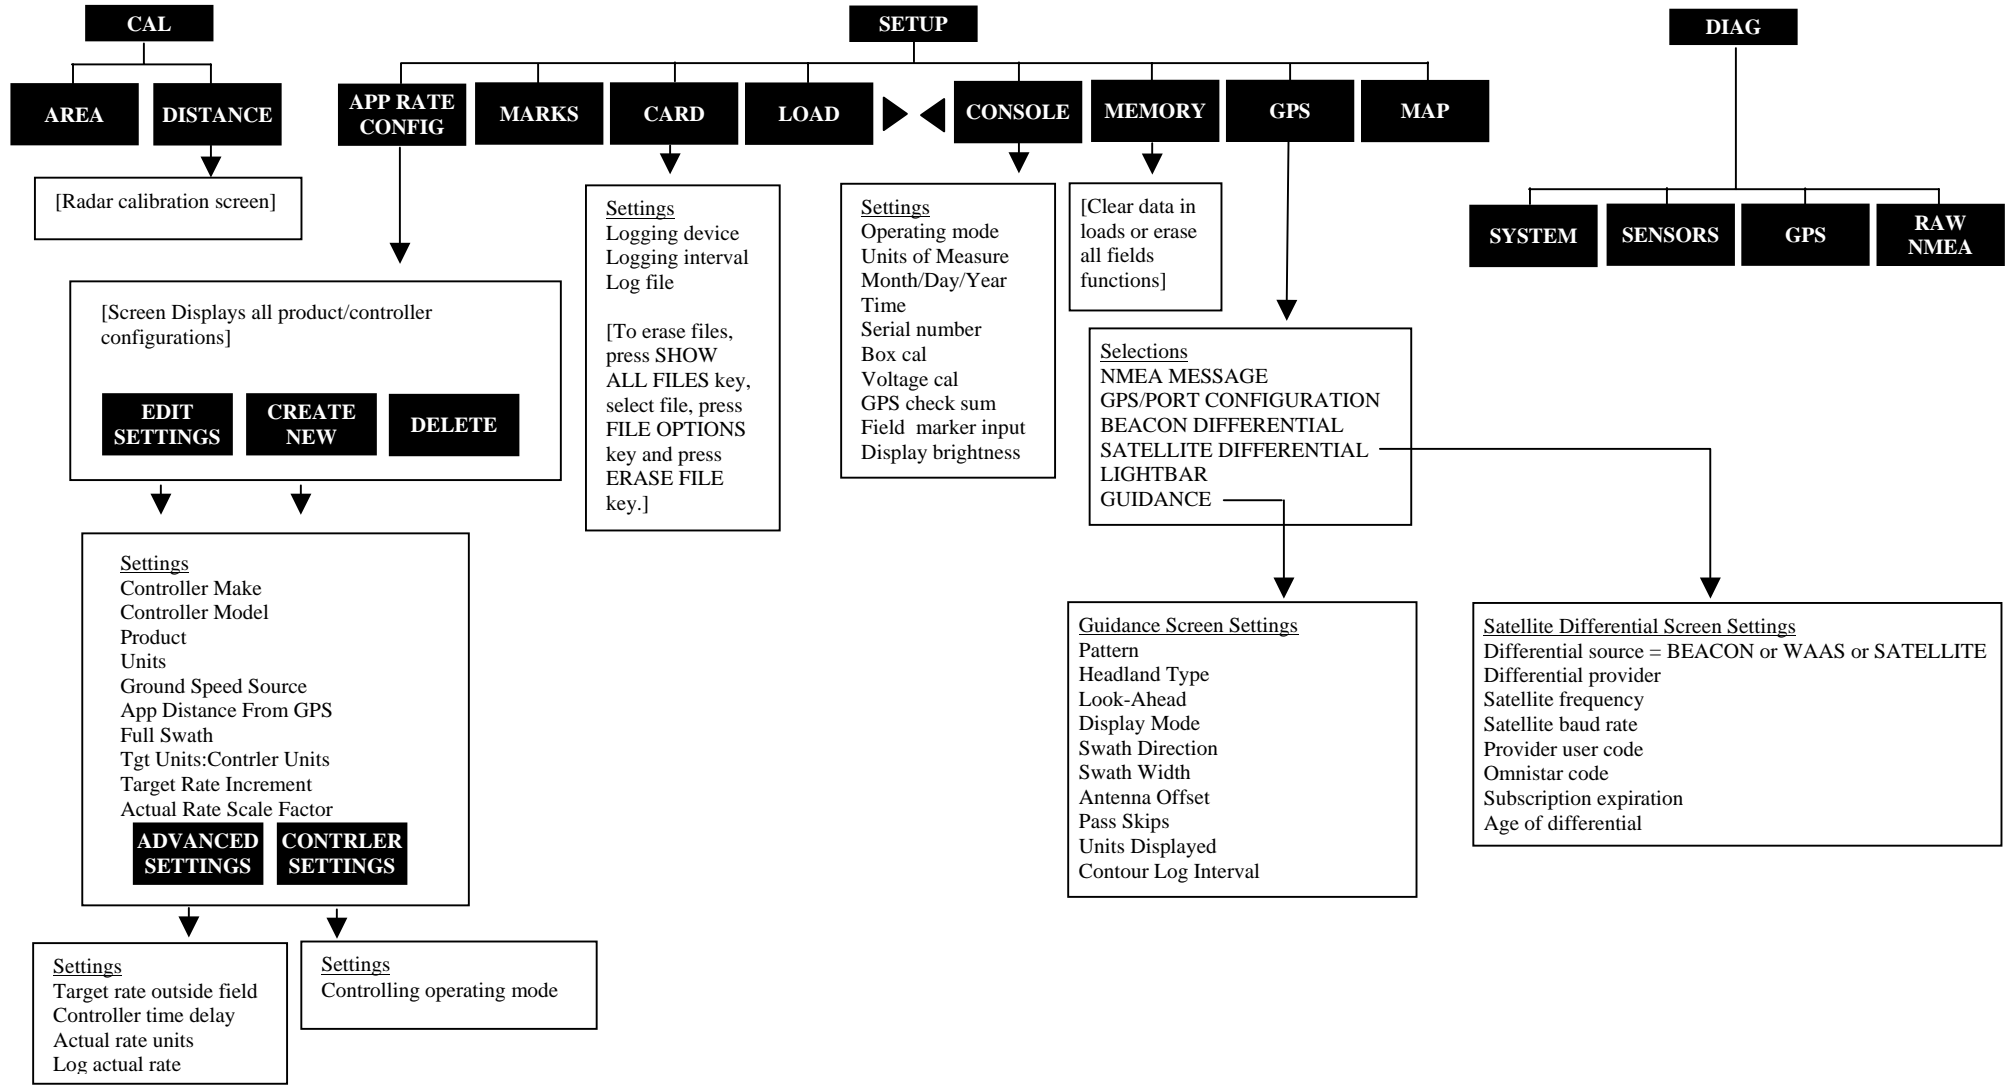 CAL
SETUP
DIAG
AREA
DISTANCE
APP RATE
CONFIG
MARKS
CARD
LOAD
CONSOLE
MEMORY
GPS
MAP
SYSTEM
SENSORS
GPS
RAW
NMEA
[Radar calibration screen]
[Screen Displays all product/controller
configurations]
EDIT
SETTINGS
CREATE
NEW
DELETE
Settings
Controller Make
Controller Model
Product
Units
Ground Speed Source
App Distance From GPS
Full Swath
Tgt Units:Contrler Units
Target Rate Increment
Actual Rate Scale Factor
ADVANCED
SETTINGS
CONTRLER
SETTINGS
Settings
Target rate outside field
Controller time delay
Actual rate units
Log actual rate
Settings
Controlling operating mode
Settings
Logging device
Logging interval
Log file
[To erase files,
press SHOW
ALL FILES key,
select file, press
FILE OPTIONS
key and press
ERASE FILE
key.]
Settings
Operating mode
Units of Measure
Month/Day/Year
Time
Serial number
Box cal
Voltage cal
GPS check sum
Field marker input
Display brightness
[Clear data in
loads or erase
all fields
functions]
Selections
NMEA MESSAGE
GPS/PORT CONFIGURATION
BEACON DIFFERENTIAL
SATELLITE DIFFERENTIAL
LIGHTBAR
GUIDANCE
Guidance Screen Settings
Pattern
Headland Type
Look-Ahead
Display Mode
Swath Direction
Swath Width
Antenna Offset
Pass Skips
Units Displayed
Contour Log Interval
Satellite Differential Screen Settings
Differential source = BEACON or WAAS or SATELLITE
Differential provider
Satellite frequency
Satellite baud rate
Provider user code
Omnistar code
Subscription expiration
Age of differential